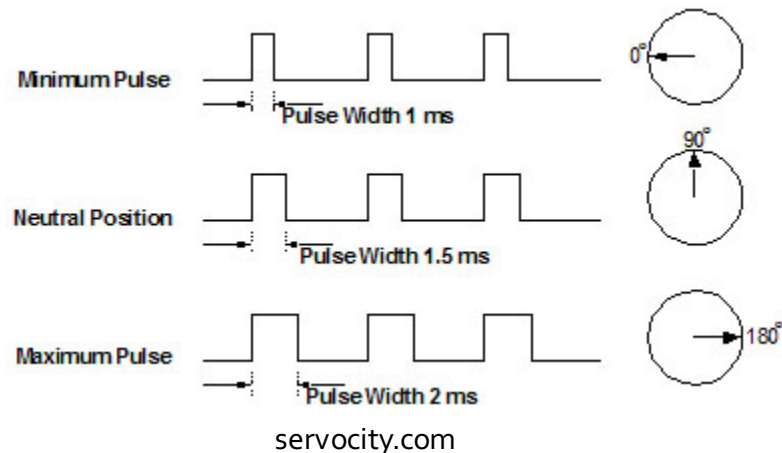 Minimum Pulse
0°
Pulse Width 1 ms
90°
Neutral Position
Pulse Width 1.5 ms
Maximum Pulse
180°
Pulse Width 2 ms
servocity.com